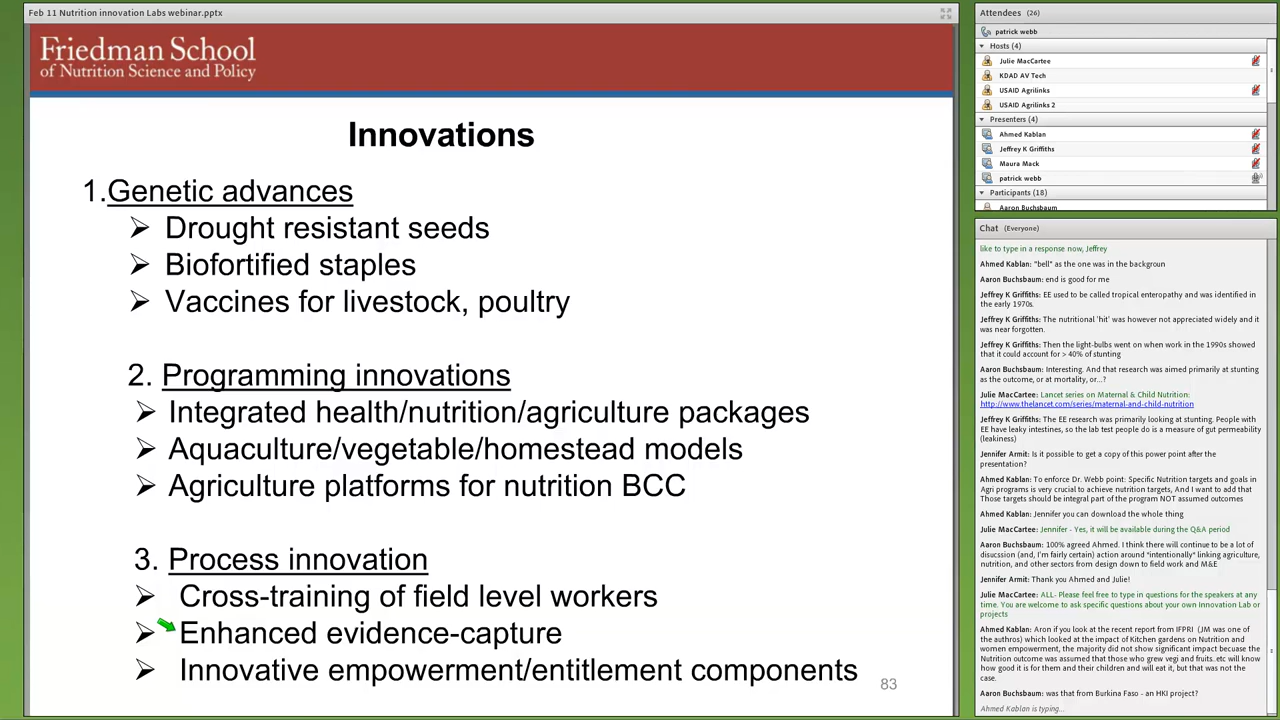 Feb 11 Nutrition innovation Labs webinar.pptx
Friedman School
of Nutrition Science and Policy
Innovations
1.Genetic advances
➢ Drought resistant seeds
➢ Biofortified staples
➢ Vaccines for livestock, poultry
2. Programming innovations
➢ Integrated health/nutrition/agriculture packages
➢ Aquaculture/vegetable/homestead models
➢ Agriculture platforms for nutrition BCC
3. Process innovation
➢ Cross-training of field level workers
➢ Enhanced evidence-capture
➢ Innovative empowerment/entitlement components
83
Attendees (26)
patrick webb
Hosts (4)
Julie MacCartee
KDAD AV Tech
USAID Agrilinks
USAID Agrilinks 2
Presenters (4)
Ahmed Kablan
Jeffrey K Griffiths
Maura Mack
patrick webb
Participants (18)
Aaron Buchsbaum
Chat (Everyone)
like to type in a response now, Jeffrey
Ahmed Kablan: "bell" as the one was in the backgroun
Aaron Buchsbaum: end is good for me
Jeffrey K Griffiths: EE used to be called tropical enteropathy and was identified in
the early 1970s.
Jeffrey K Griffiths: The nutritional 'hit' was however not appreciated widely and it
was near forgotten.
Jeffrey K Griffiths: Then the light-bulbs went on when work in the 1990s showed
that it could account for > 40% of stunting
Aaron Buchsbaum: Interesting. And that research was aimed primarily at stunting
as the outcome, or at mortality, or...?
Julie MacCartee: Lancet series on Maternal & Child Nutrition:
http://www.thelancet.com/series/maternal-and-child-nutrition
Jeffrey K Griffiths: The EE research was primarily looking at stunting. People with
EE have leaky intestines, so the lab test people do is a measure of gut permeability
(leakiness)
Jennifer Armit: Is it possible to get a copy of this power point after the
presentation?
Ahmed Kablan: To enforce Dr. Webb point: Specific Nutrition targets and goals in
Agri programs is very crucial to achieve nutrition targets, And I want to add that
Those targets should be integral part of the program NOT assumed outcomes
Ahmed Kablan: Jennifer you can download the whole thing
Julie MacCartee: Jennifer - Yes, it will be available during the Q&A period
Aaron Buchsbaum: 100% agreed Ahmed. I think there will continue to be a lot of
disucssion (and, I'm fairly certain) action around *intentionally* linking agriculture,
nutrition, and other sectors from design down to field work and M&E
Jennifer Armit: Thank you Ahmed and Julie!
Julie MacCartee: ALL- Please feel free to type in questions for the speakers at any
time. You are welcome to ask specific questions about your own Innovation Lab or
projects
Ahmed Kablan: Aron if you look at the recent report from IFPRI (JM was one of
the authros) which looked at the impact of Kitchen gardens on Nutrition and
women empowerment, the majority did not show significant impact becuase the
Nutrition outcome was assumed that those who grew vegi and fruits..etc will know
how good it is for them and their children and will eat it, but that was not the
case.
Aaron Buchsbaum: was that from Burkina Faso - an HKI project?
Ahmed Kablan is typing...